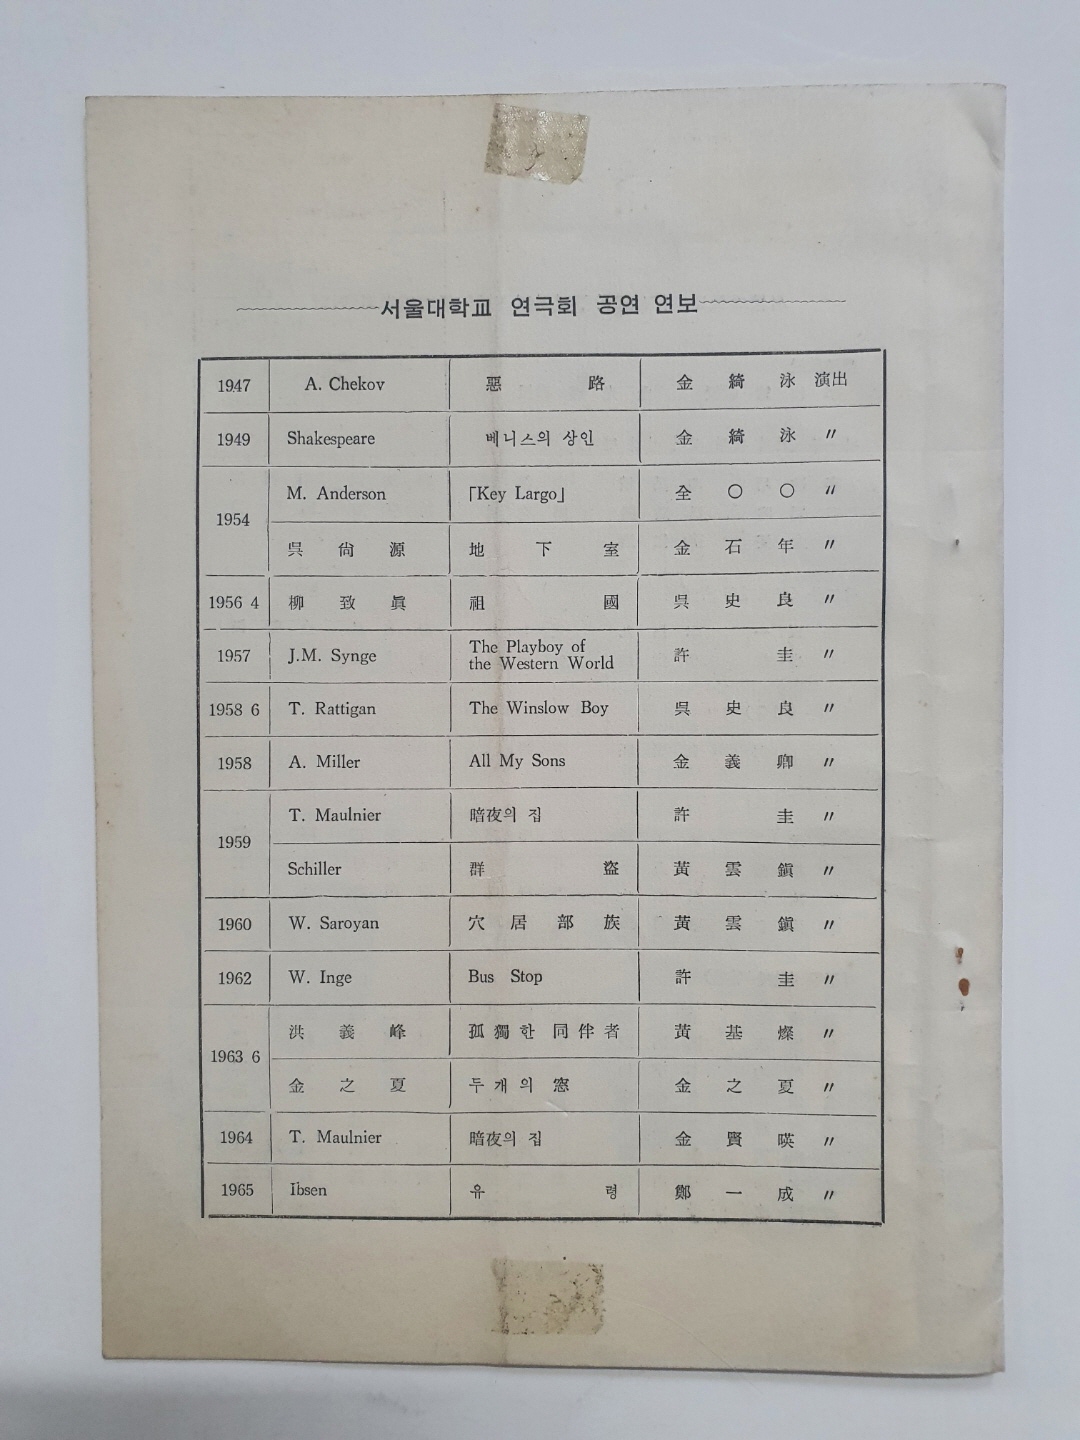 서울대학교 연극회 공연 연보
1947 A. Chekov 惡路 金綺泳 演出
1949 Shakespeare 베니스의 상인 金綺泳 〃
1954 M. Anderson 「Key Largo」 全○○ 〃
呉尙源 地下室 金石年 〃
1956 4 柳致眞 祖國 呉史良 〃
1957 J.M. Synge The Playboy of
the Western World 許圭 〃
1958 6 T. Rattigan The Winslow Boy 呉史良 〃
1958 A. Miller All My Sons 金義卿 〃
1959 T. Maulnier 暗夜의 집 許圭 〃
Schiller 群盜 黃雲鎭 〃
1960 W. Saroyan 穴居部族 黃雲鎭 〃
1962 W. Inge Bus Stop 許圭 〃
1963 6 洪義峰 孤獨한 同伴者 黃基燦 〃
金之夏 두개의 窓 金之夏 〃
1964 T. Maulnier 暗夜의 집 金賢暎 〃
1965 Ibsen 유령 鄭一成 〃